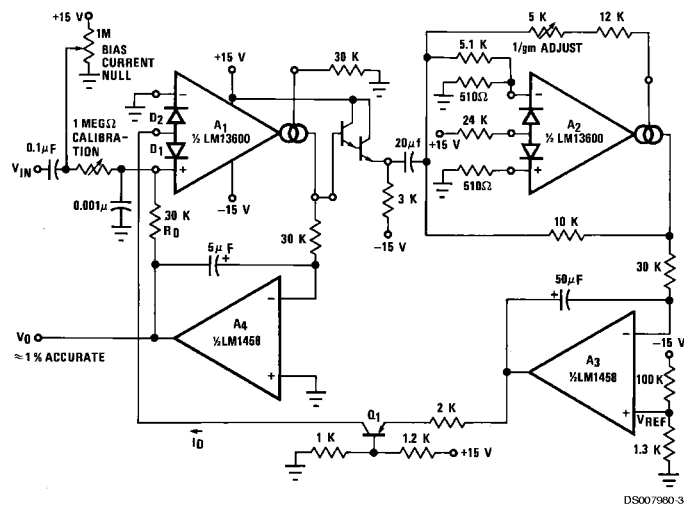 +15 V
1M
BIAS
CURRENT
NULL
1 MEGΩ
CALIBRA-
TION
0.1μF
VIN
0.001μ
30 K
RD
D2
D1
−
+
A1
½ LM13600
+15 V
−15 V
30 K
30 K
20μf
3 K
−15 V
5 K
1/gm ADJUST
12 K
5.1 K
510Ω
24 K
+15 V
510Ω
−
+
A2
½ LM13600
10 K
30 K
5μF
+
−
+
A4
½LM1458
VO
≈1% ACCURATE
50μF
+
−
+
A3
½LM1458
−15 V
100K
VREF
1.3 K
Q1
2 K
ID
1 K
1.2 K
+15 V
DS007980-3